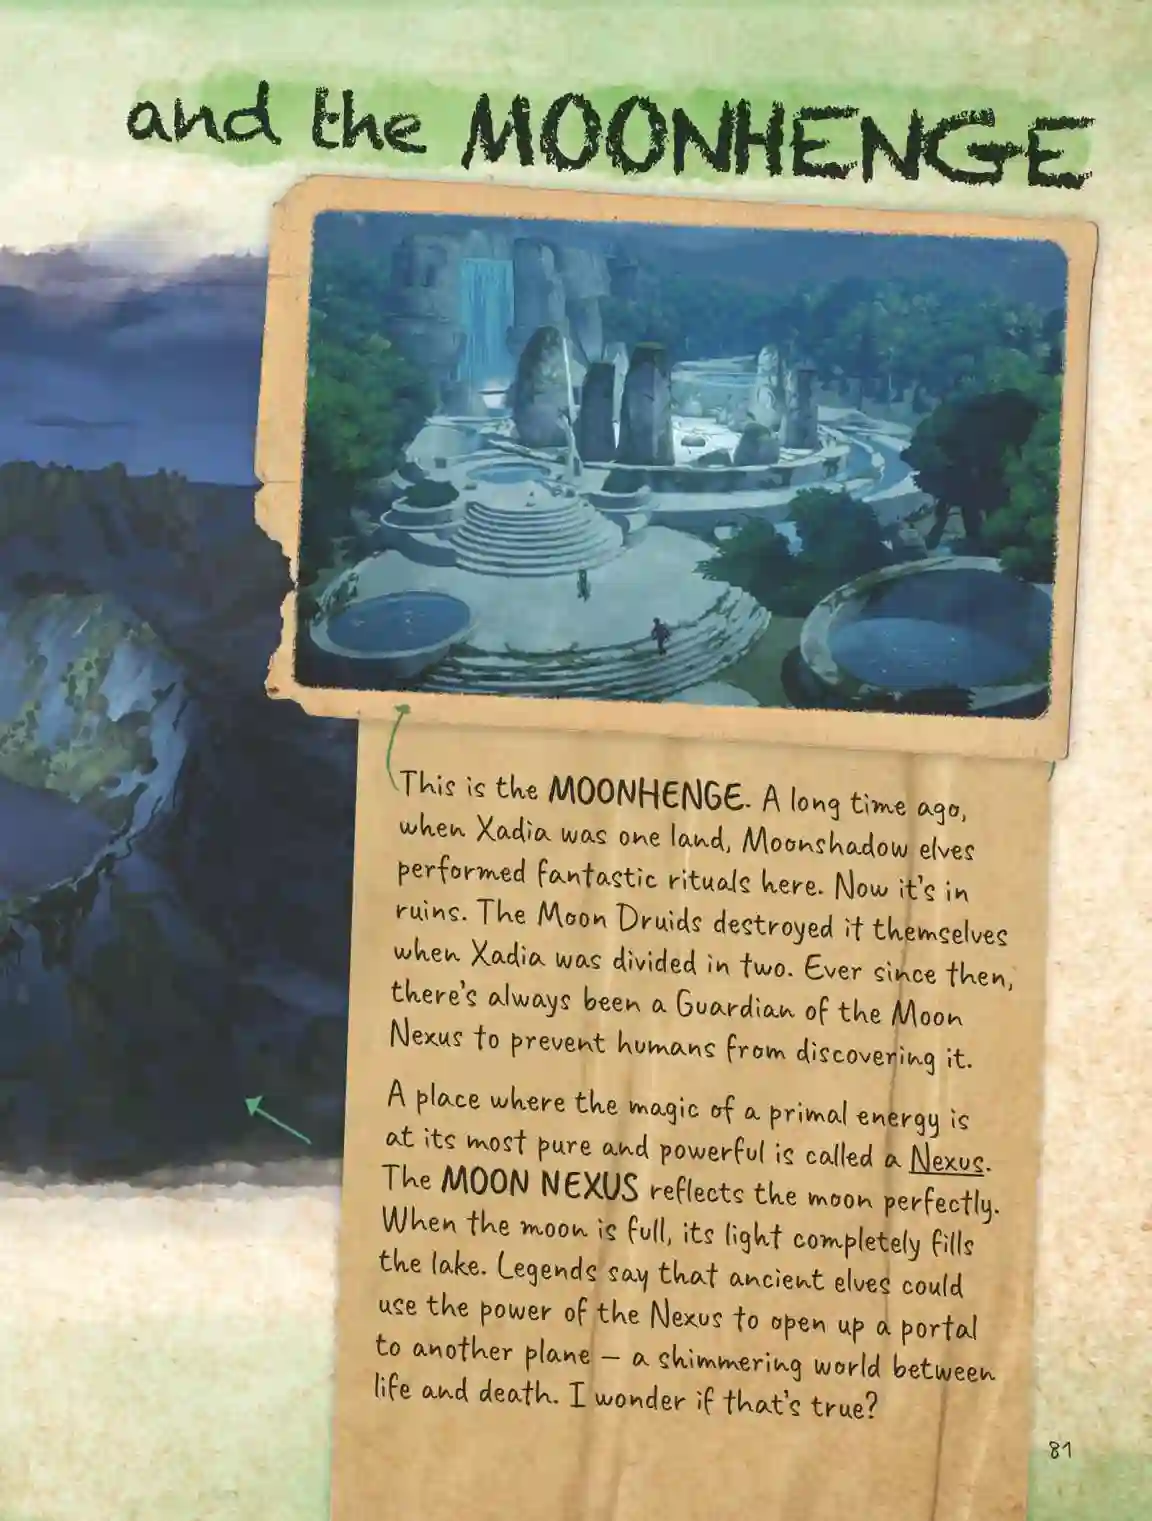 and the MOONHENGE
This is the MOONHENGE. A long time ago,
when Xadia was one land, Moonshadow elves
performed fantastic rituals here. Now it's in
ruins. The Moon Druids destroyed it themselves
when Xadia was divided in two. Ever since then,
there's always been a Guardian of the Moon
Nexus to prevent humans from discovering it.
A place where the magic of a primal energy is
at its most pure and powerful is called a Nexus.
The MOON NEXUS reflects the moon perfectly.
When the moon is full, its light completely fills
the lake. Legends say that ancient elves could
use the power of the Nexus to open up a portal
to another plane – a shimmering world between
life and death. I wonder if that's true?
81